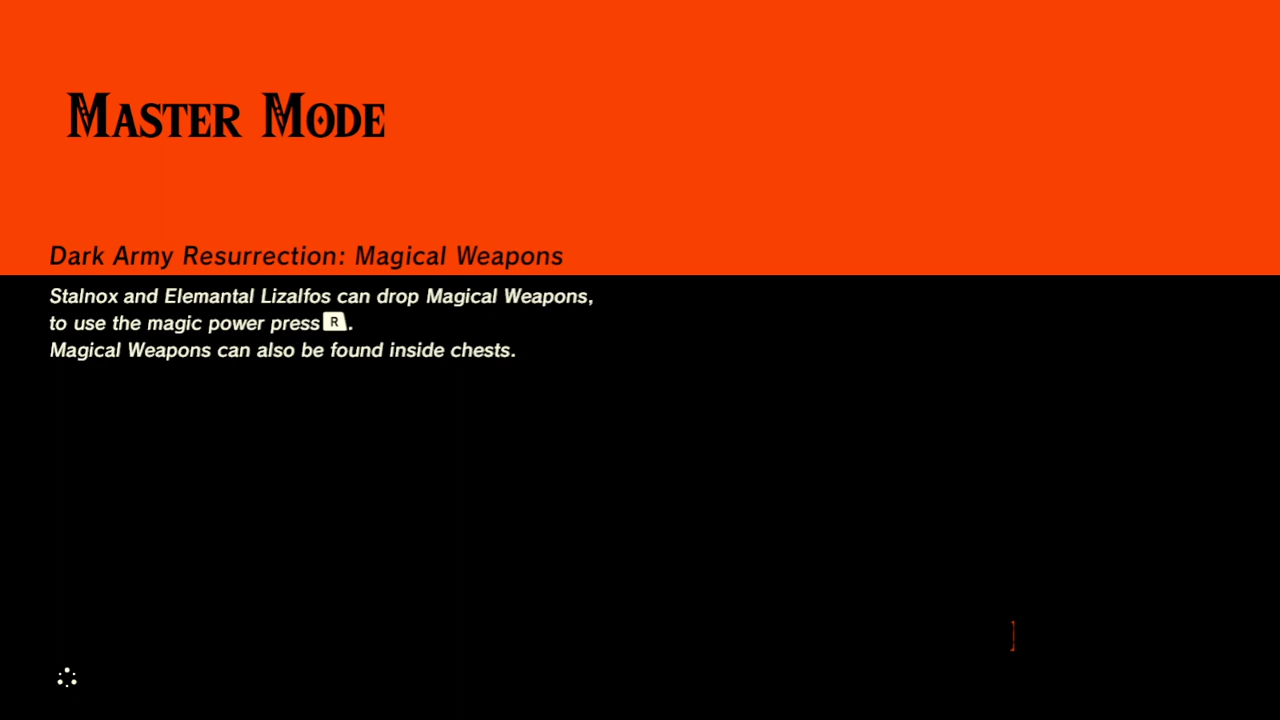 Master Mode
Dark Army Resurrection: Magical Weapons
Stalnox and Elemantal Lizalfos can drop Magical Weapons,
to use the magic power press R.
Magical Weapons can also be found inside chests.